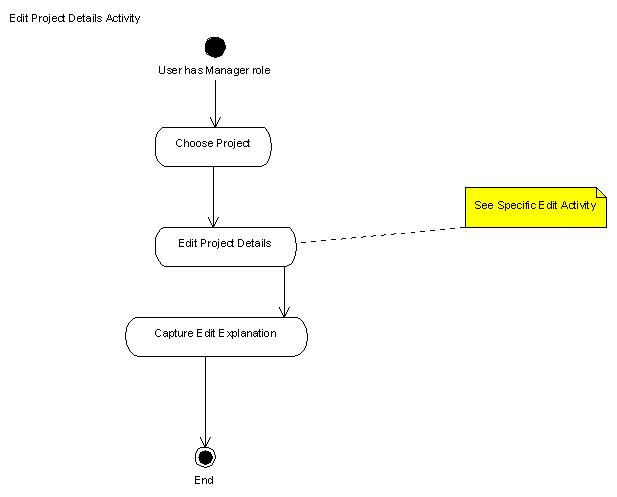 Edit Project Details Activity
User has Manager role
Choose Project
See Specific Edit Activity
Edit Project Details
Capture Edit Explanation
End